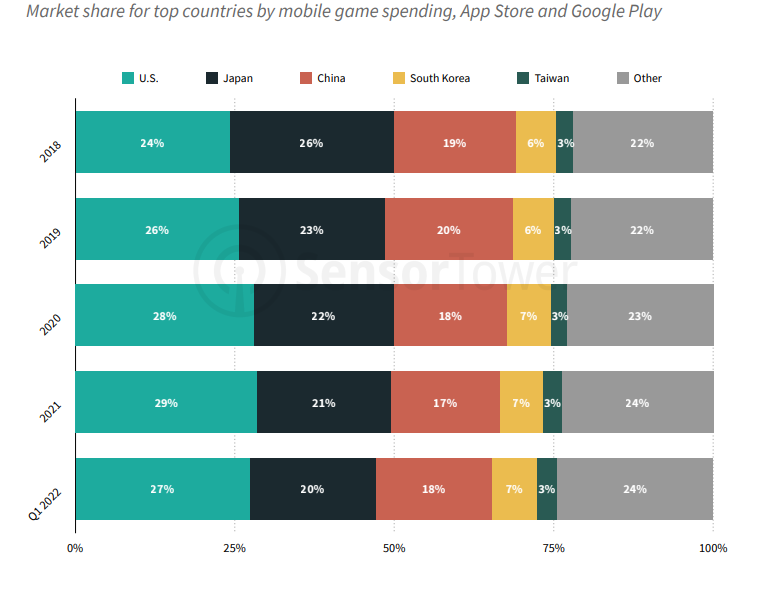 Market share for top countries by mobile game spending, App Store and Google Play
U.S. Japan China South Korea Taiwan Other
2018 24% 26% 19% 6% 3% 22%
2019 26% 23% 20% 6% 3% 22%
SensorTower
2020 28% 22% 18% 7% 3% 23%
2021 29% 21% 17% 7% 3% 24%
Q1 2022 27% 20% 18% 7% 3% 24%
0% 25% 50% 75% 100%